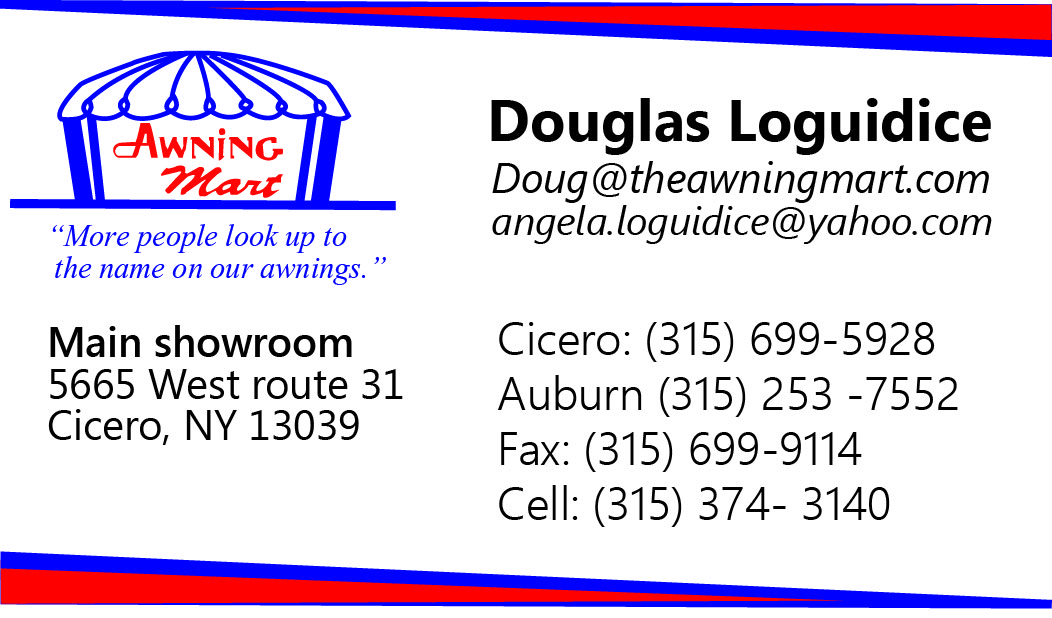 AWNING
Mart
“More people look up to
the name on our awnings.”
Main showroom
5665 West route 31
Cicero, NY 13039
Douglas Loguidice
Doug@theawningmart.com
angela.loguidice@yahoo.com
Cicero: (315) 699-5928
Auburn (315) 253 -7552
Fax: (315) 699-9114
Cell: (315) 374- 3140